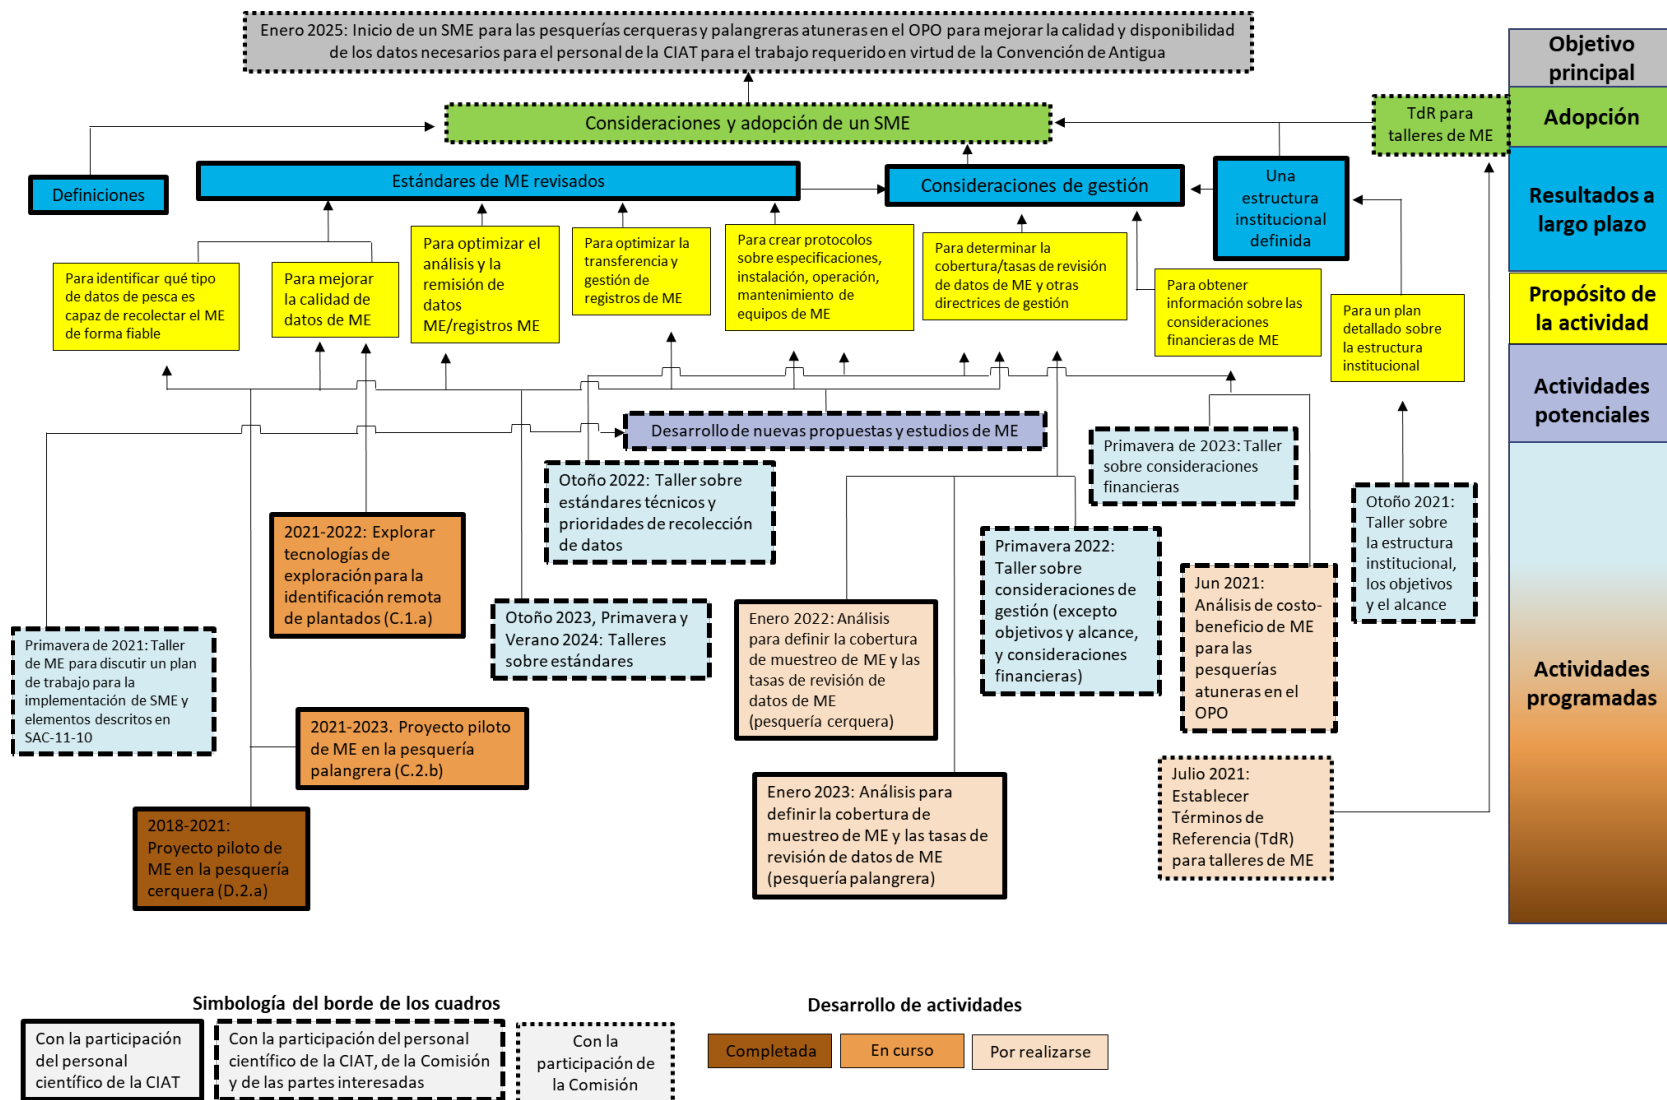 Enero 2025: Inicio de un SME para las pesquerías cerqueras y palangreras atuneras en el OPO para mejorar la calidad y disponibilidad
de los datos necesarios para el personal de la CIAT para el trabajo requerido en virtud de la Convención de Antigua
Objetivo
principal
Consideraciones y adopción de un SME
TdR para
talleres de ME
Adopción
Definiciones
Estándares de ME revisados
Consideraciones de gestión
Una
estructura
institucional
definida
Resultados a
largo plazo
Para identificar qué tipo
de datos de pesca es
capaz de recolectar el ME
de forma fiable
Para mejorar
la calidad de
datos de ME
Para optimizar el
análisis y la
remisión de
datos
ME/registros ME
Para optimizar la
transferencia y
gestión de
registros de ME
Para crear protocolos
sobre especificaciones,
instalación, operación,
mantenimiento de
equipos de ME
Para determinar la
cobertura/tasas de revisión
de datos de ME y otras
directrices de gestión
Para obtener
información sobre las
consideraciones
financieras de ME
Para un plan
detallado sobre
la estructura
institucional
Propósito de
la actividad
Actividades
potenciales
Desarrollo de nuevas propuestas y estudios de ME
Primavera de 2023: Taller
sobre consideraciones
financieras
Otoño 2022: Taller sobre
estándares técnicos y
prioridades de recolección
de datos
Otoño 2021:
Taller sobre
la estructura
institucional,
los objetivos
y el alcance
2021-2022: Explorar
tecnologías de
exploración para la
identificación remota
de plantados (C.1.a)
Primavera 2022:
Taller sobre
consideraciones de
gestión (excepto
objetivos y alcance,
y consideraciones
financieras)
Jun 2021:
Análisis de costo-
beneficio de ME
para las
pesquerías
atuneras en el
OPO
Otoño 2023, Primavera y
Verano 2024: Talleres
sobre estándares
Enero 2022: Análisis
para definir la cobertura
de muestreo de ME y las
tasas de revisión de
datos de ME
(pesquería cerquera)
Primavera de 2021: Taller
de ME para discutir un plan
de trabajo para la
implementación de SME y
elementos descritos en
SAC-11-10
Actividades
programadas
2021-2023. Proyecto piloto
de ME en la pesquería
palangrera (C.2.b)
Enero 2023: Análisis para
definir la cobertura de
muestreo de ME y las tasas de
revisión de datos de ME
(pesquería palangrera)
Julio 2021:
Establecer
Términos de
Referencia (TdR)
para talleres de ME
2018-2021:
Proyecto piloto de
ME en la pesquería
cerquera (D.2.a)
Simbología del borde de los cuadros
Desarrollo de actividades
Con la participación
del personal
científico de la CIAT
Con la participación del personal
científico de la CIAT, de la Comisión
y de las partes interesadas
Con la
participación de
la Comisión
Completada
En curso
Por realizarse